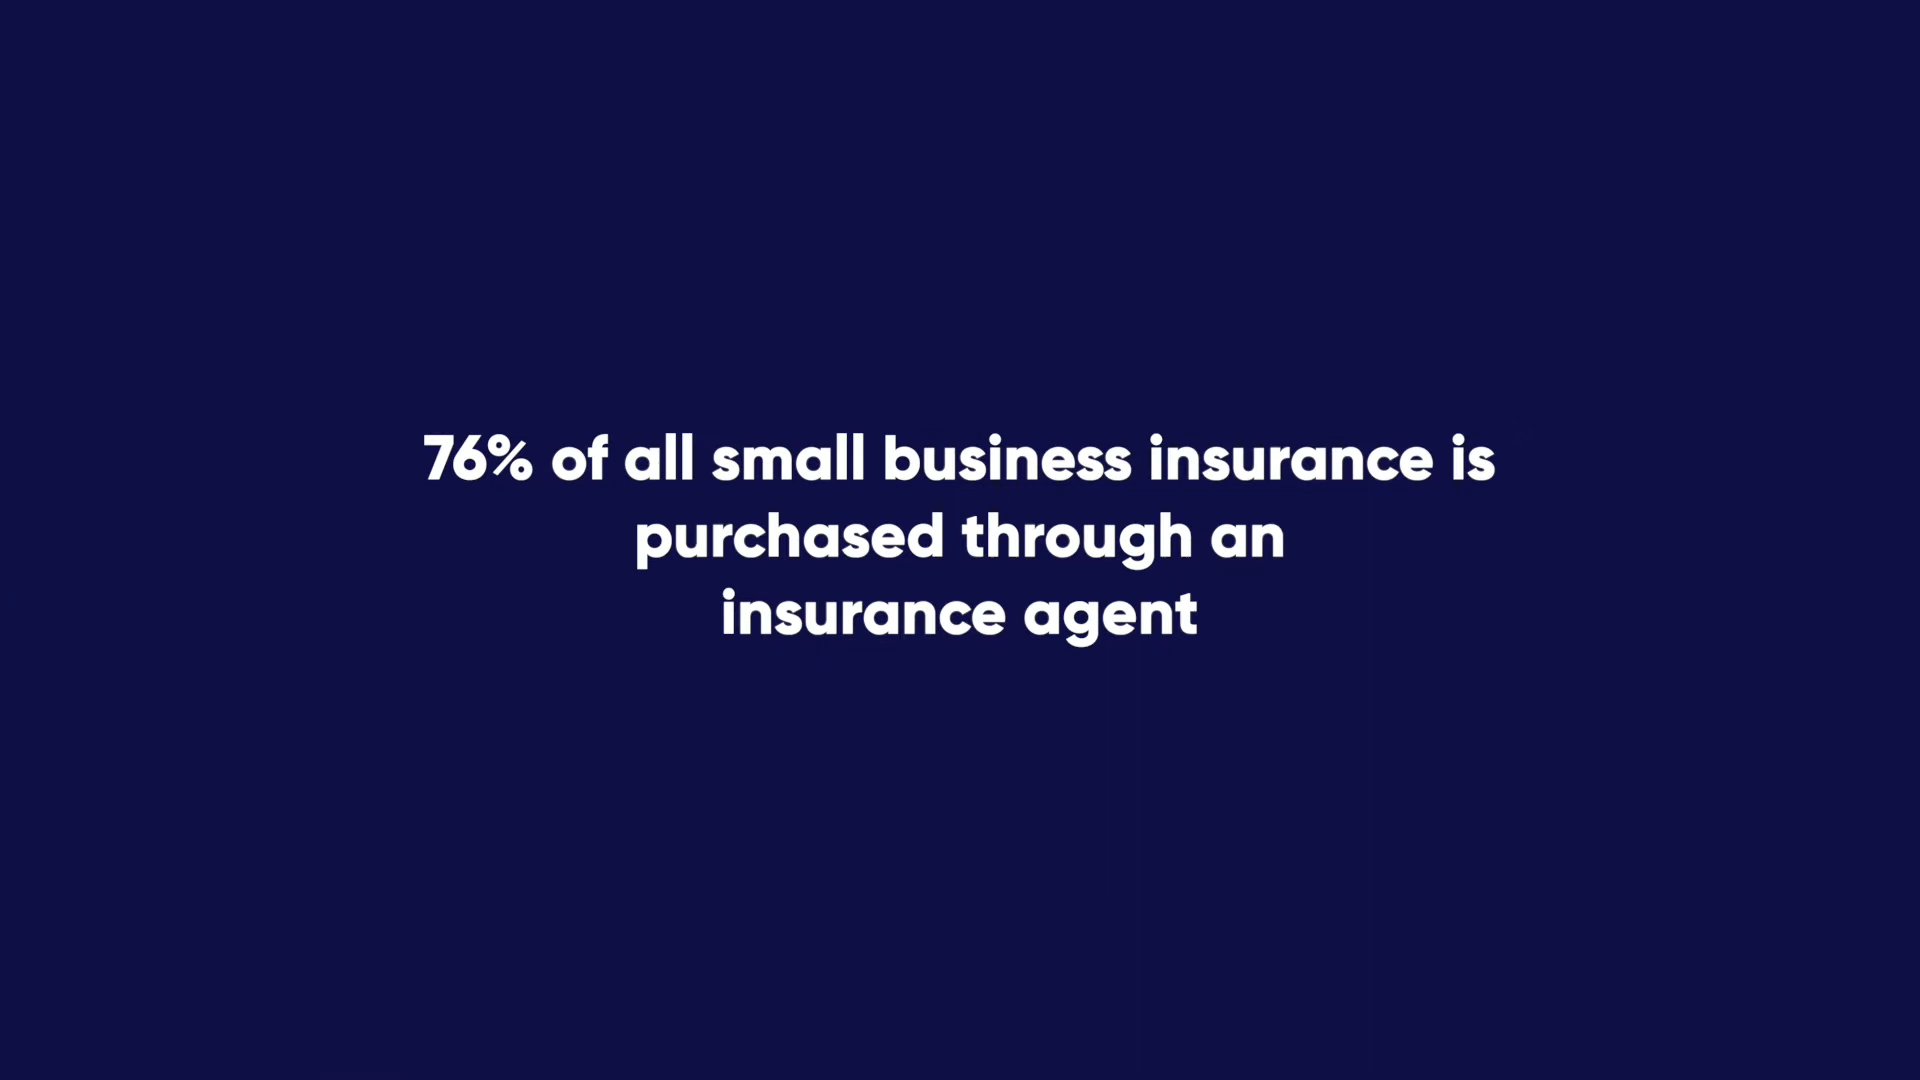 76% of all small business insurance is
purchased through an
insurance agent